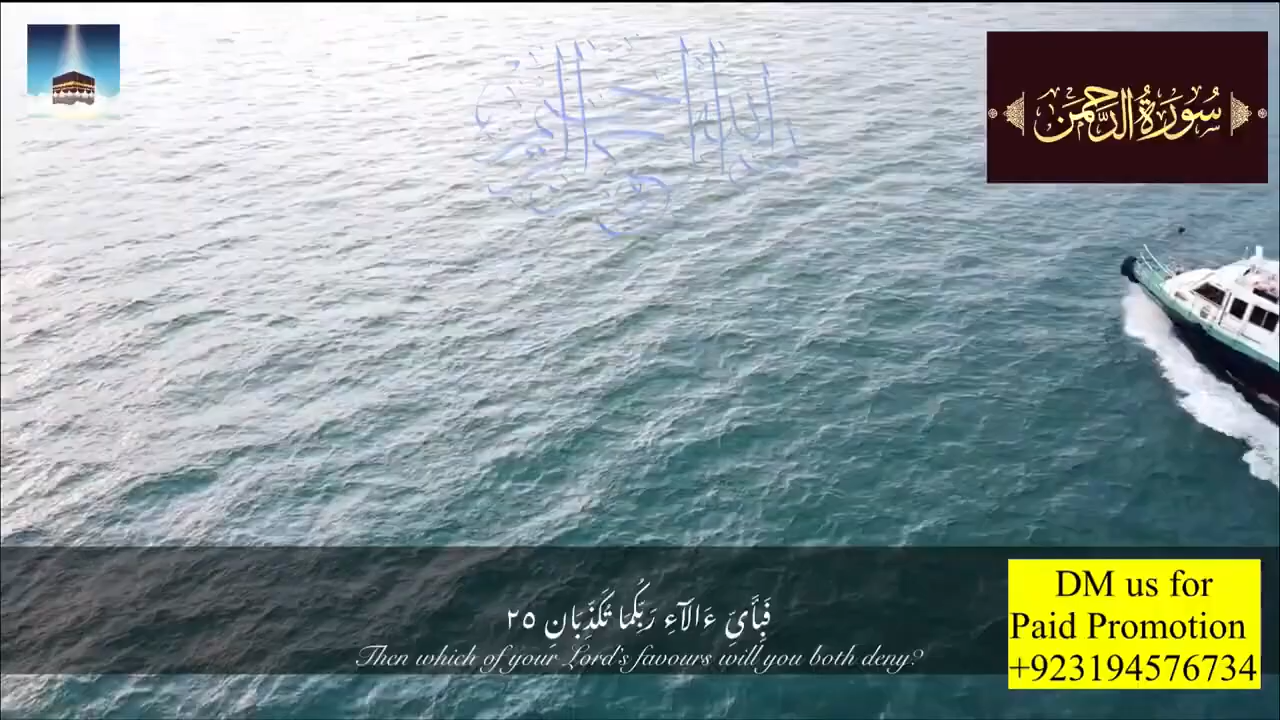 سُورَةُ الرَّحْمَن
فَبِأَيِّ ءَالَآءِ رَبِّكُمَا تُكَذِّبَانِ ٢٥
Then which of your Lord's favours will you both deny?
DM us for
Paid Promotion
+923194576734